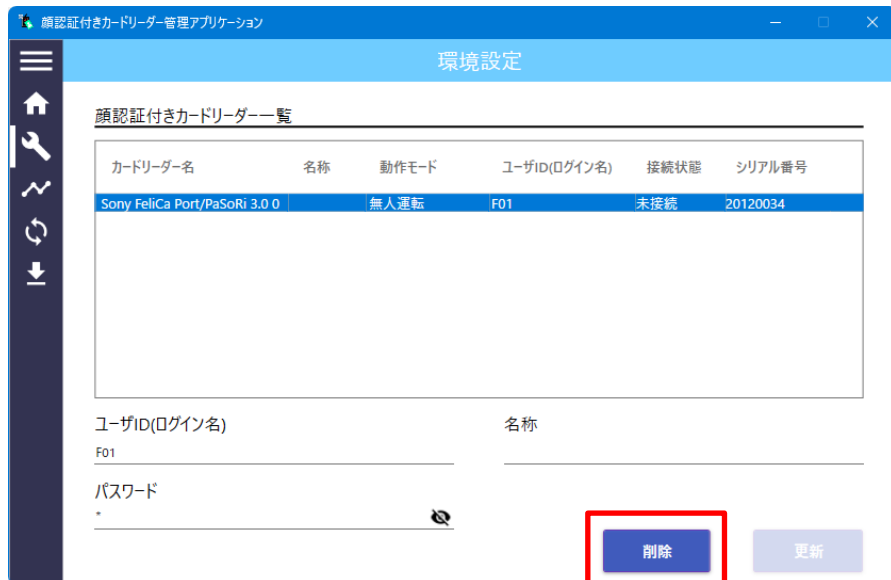 顔認証付きカードリーダー管理アプリケーション
環境設定
顔認証付きカードリーダー一覧
カードリーダー名 名称 動作モード ユーザID(ログイン名) 接続状態 シリアル番号
Sony FeliCa Port/PaSoRi 3.0 0 無人運転 F01 未接続 20120034
ユーザID(ログイン名) 名称
F01
パスワード
*
削除 更新